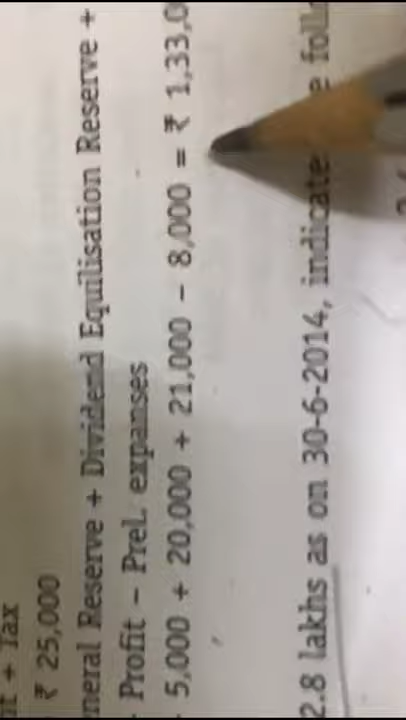 + Tax
₹ 25,000
neral Reserve + Dividend Equilisation Reserve +
Profit – Prel. expanses
5,000 + 20,000 + 21,000 – 8,000 = ₹ 1,33,0
2.8 lakhs as on 30-6-2014, indicate